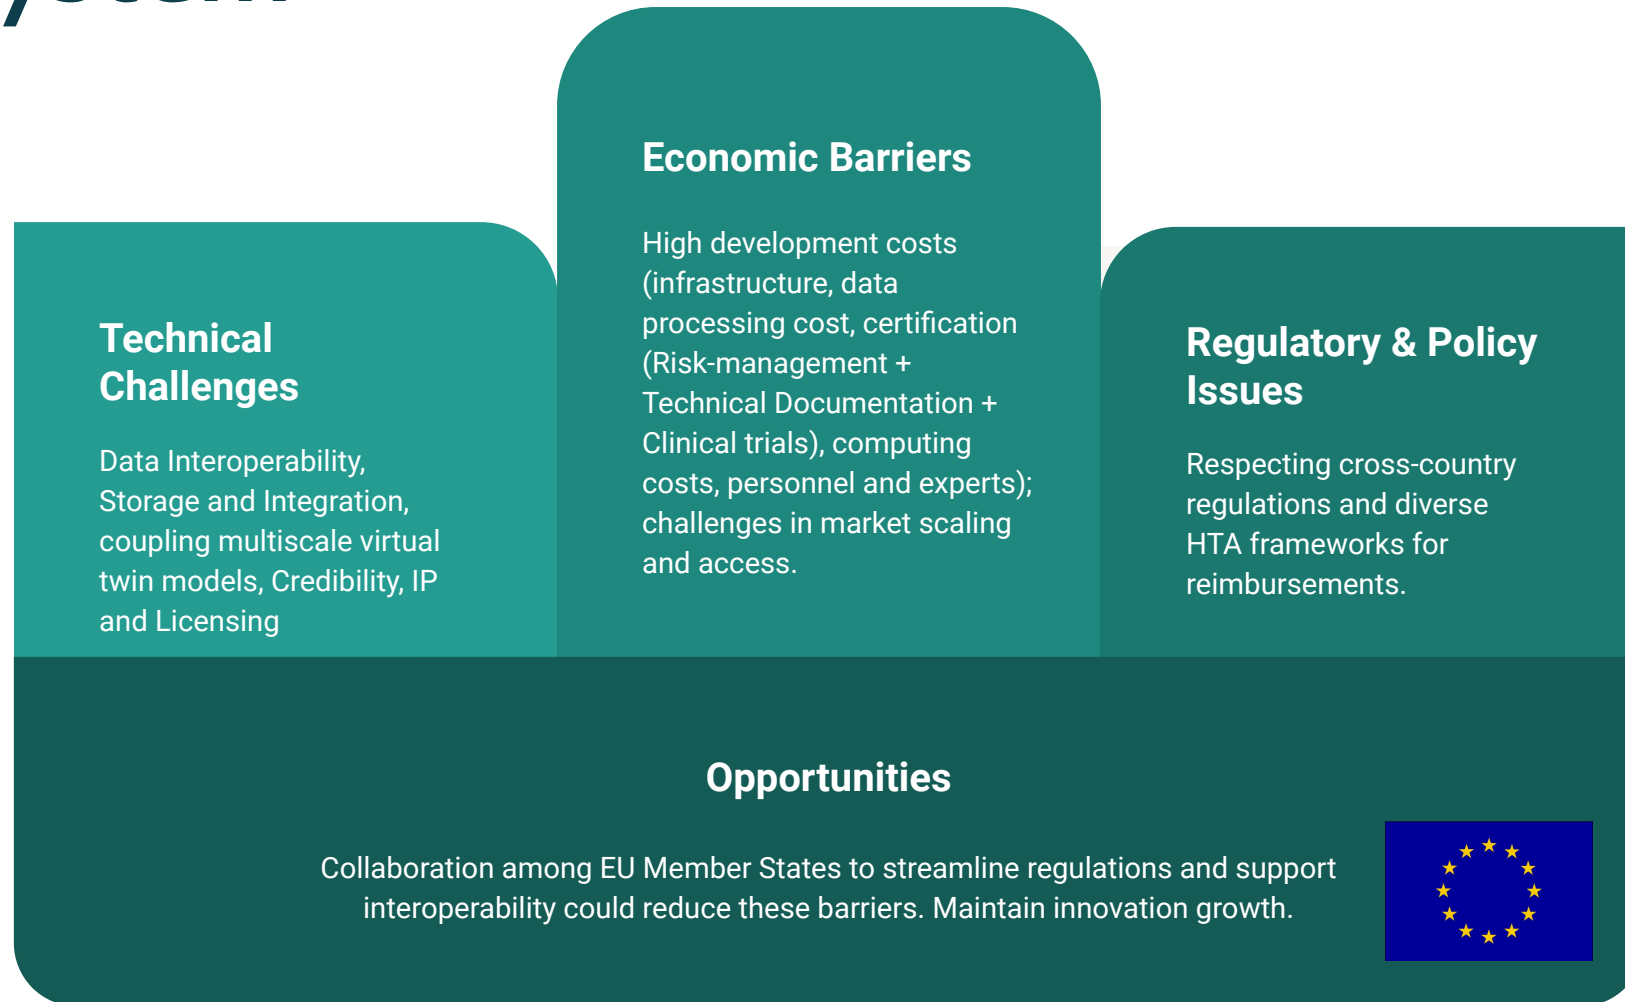 Technical
Challenges
Data Interoperability,
Storage and Integration,
coupling multiscale virtual
twin models, Credibility, IP
and Licensing
Economic Barriers
High development costs
(infrastructure, data
processing cost, certification
(Risk-management +
Technical Documentation +
Clinical trials), computing
costs, personnel and experts);
challenges in market scaling
and access.
Regulatory & Policy
Issues
Respecting cross-country
regulations and diverse
HTA frameworks for
reimbursements.
Opportunities
Collaboration among EU Member States to streamline regulations and support
interoperability could reduce these barriers. Maintain innovation growth.